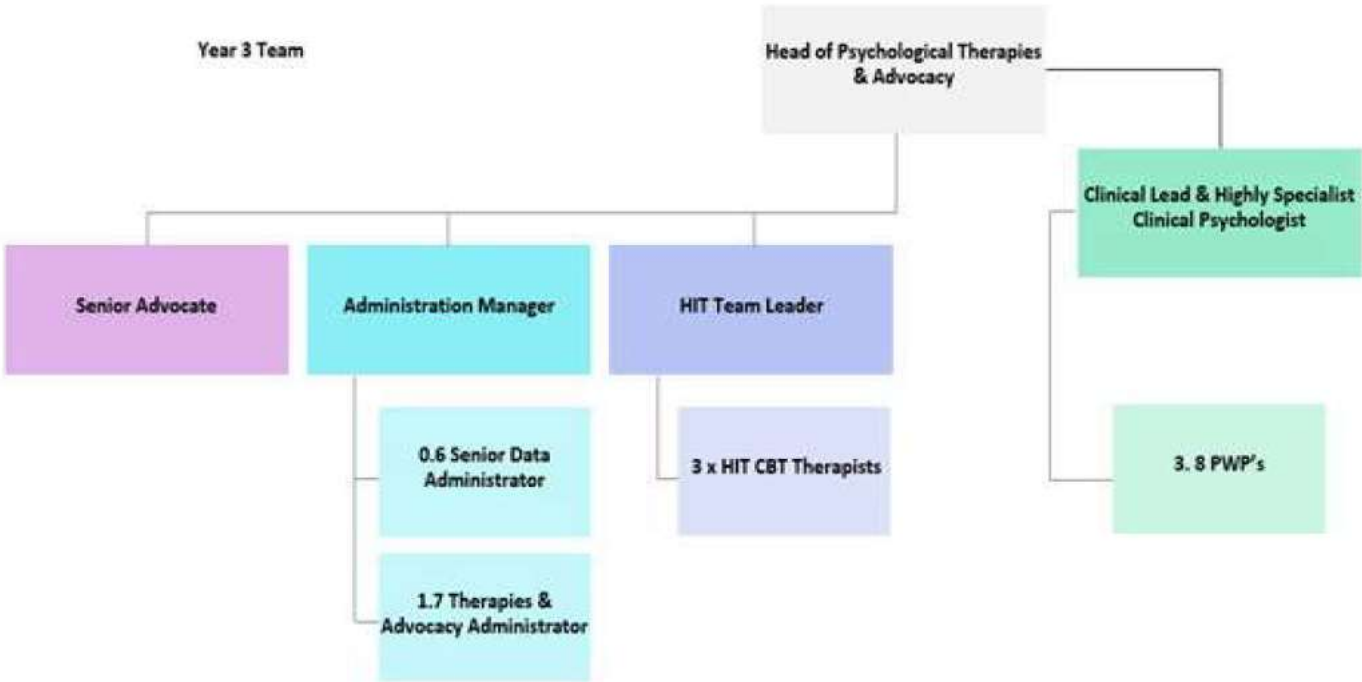 Year 3 Team
Head of Psychological Therapies
& Advocacy
Clinical Lead & Highly Specialist
Clinical Psychologist
Senior Advocate
Administration Manager
HIT Team Leader
0.6 Senior Data
Administrator
3 x HIT CBT Therapists
3. 8 PWP's
1.7 Therapies &
Advocacy Administrator